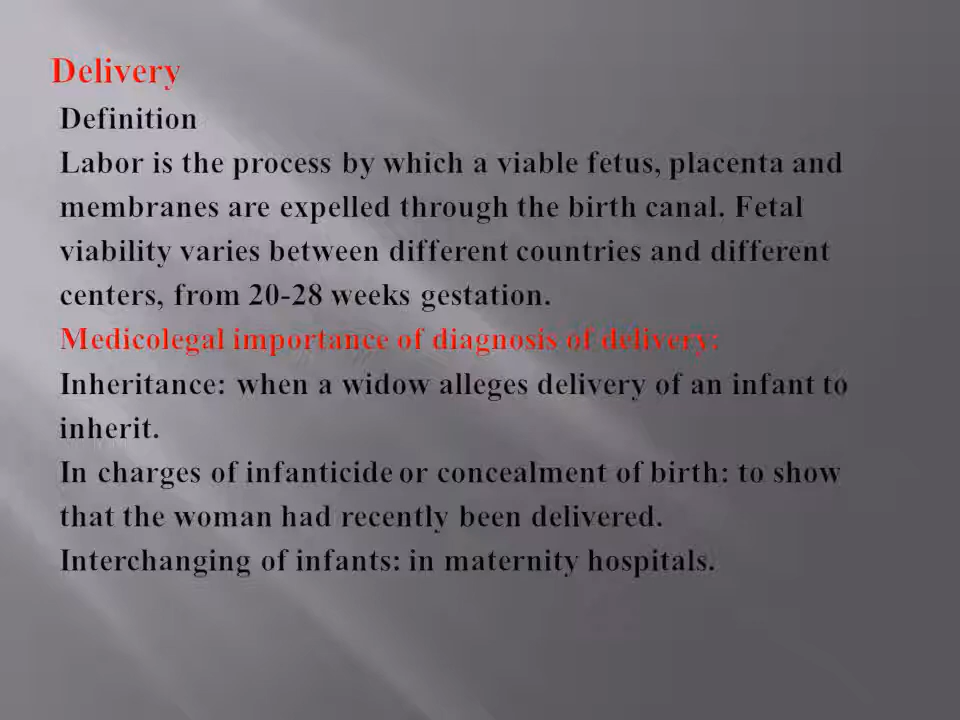 Delivery
Definition
Labor is the process by which a viable fetus, placenta and
membranes are expelled through the birth canal. Fetal
viability varies between different countries and different
centers, from 20-28 weeks gestation.
Medicolegal importance of diagnosis of delivery:
Inheritance: when a widow alleges delivery of an infant to
inherit.
In charges of infanticide or concealment of birth: to show
that the woman had recently been delivered.
Interchanging of infants: in maternity hospitals.